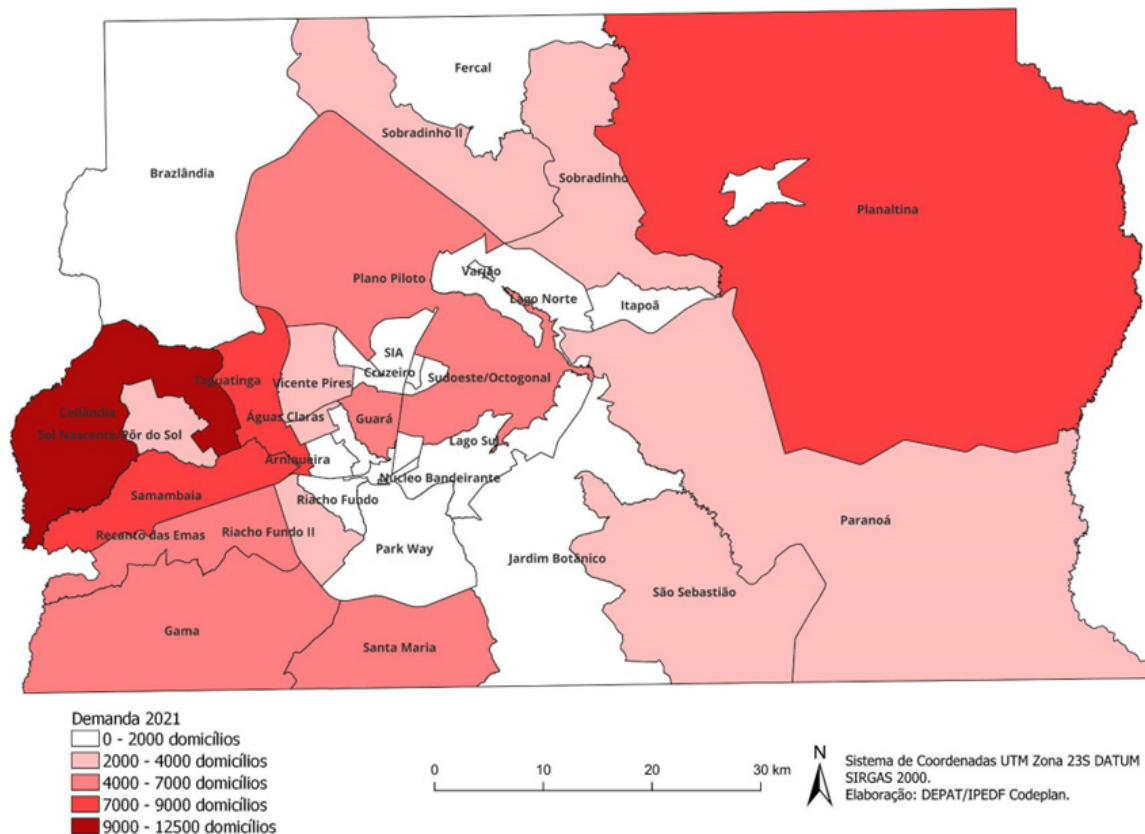 Fercal
Sobradinho II
Brazlândia
Sobradinho
Planaltina
Plano Piloto
Varjão
Lago Norte
Itapoã
SIA
Cruzeiro
Taguatinga
Vicente Pires
Sudoeste/Octogonal
Ceilândia
Águas Claras
Guará
Sol Nascente/Pôr do Sol
Lago Sul
Arniqueira
Núcleo Bandeirante
Samambaia
Riacho Fundo
Paranoá
Recanto das Emas
Riacho Fundo II
Park Way
Jardim Botânico
São Sebastião
Gama
Santa Maria
Demanda 2021
0 - 2000 domicílios
2000 - 4000 domicílios
4000 - 7000 domicílios
7000 - 9000 domicílios
9000 - 12500 domicílios
0 10 20 30 km
N
Sistema de Coordenadas UTM Zona 23S DATUM
SIRGAS 2000.
Elaboração: DEPAT/IPEDF Codeplan.